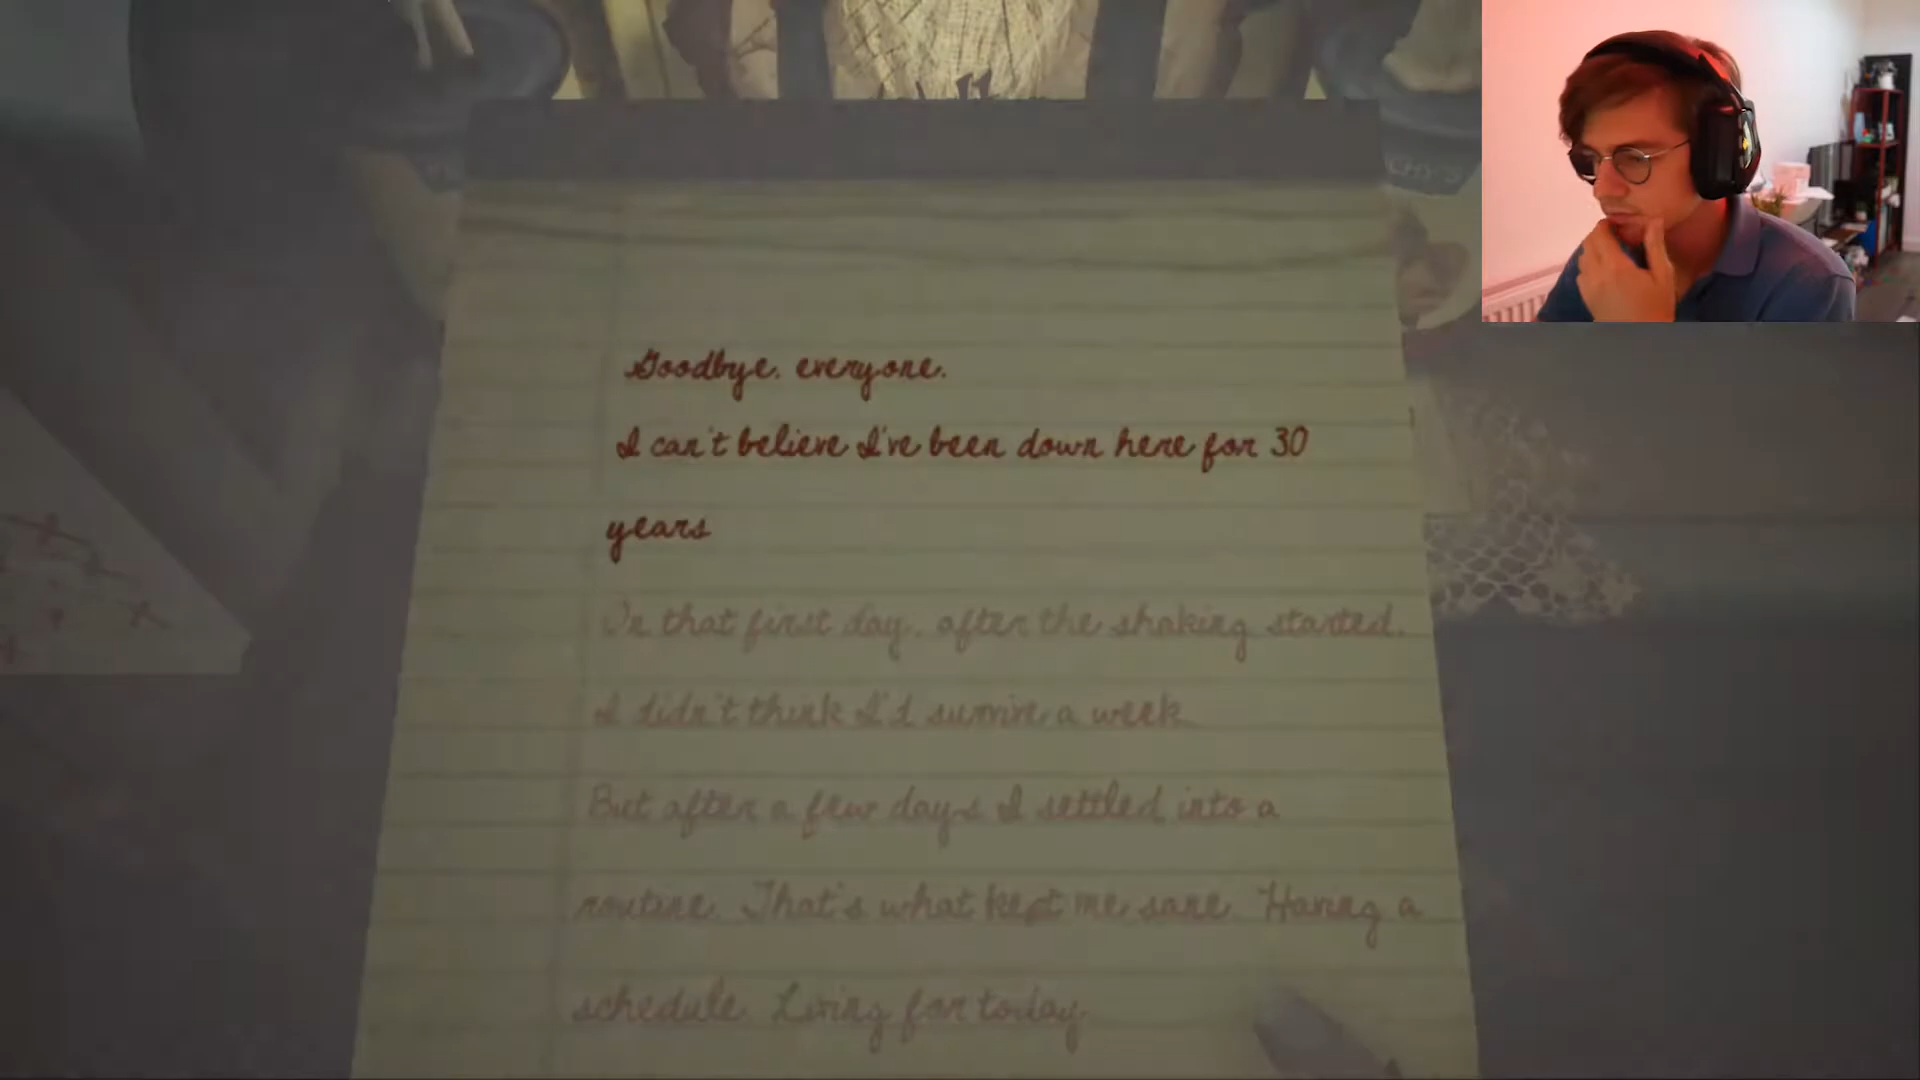 Goodbye, everyone.
I can't believe I've been down here for 30
years
On that first day, after the shaking started,
I didn't think I'd survive a week
But after a few days I settled into a
routine. That's what kept me sane. Having a
schedule. Living for today